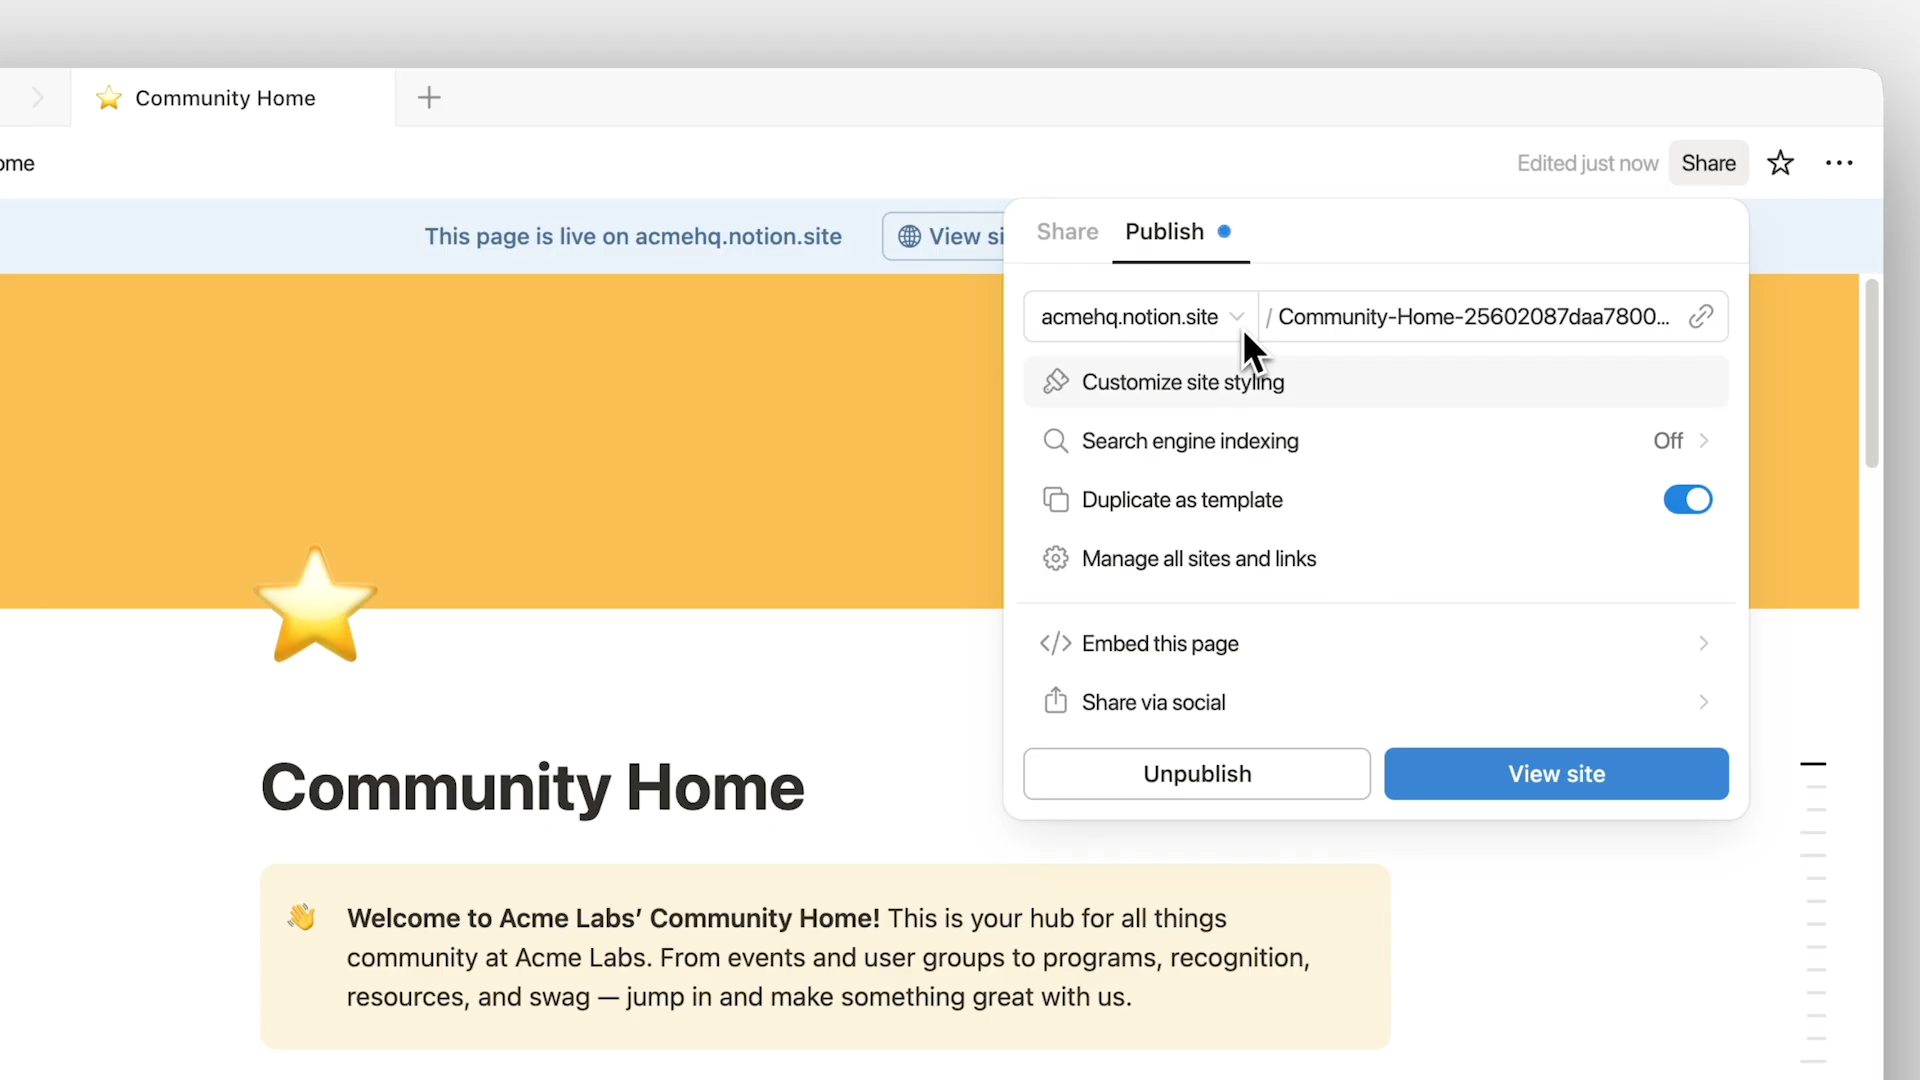 Community Home
ome
Edited just now
Share
This page is live on acmehq.notion.site
View si
Share
Publish
acmehq.notion.site
/ Community-Home-25602087daa7800...
Customize site styling
Search engine indexing
Off
Duplicate as template
Manage all sites and links
Embed this page
Share via social
Unpublish
View site
Community Home
Welcome to Acme Labs’ Community Home! This is your hub for all things
community at Acme Labs. From events and user groups to programs, recognition,
resources, and swag — jump in and make something great with us.